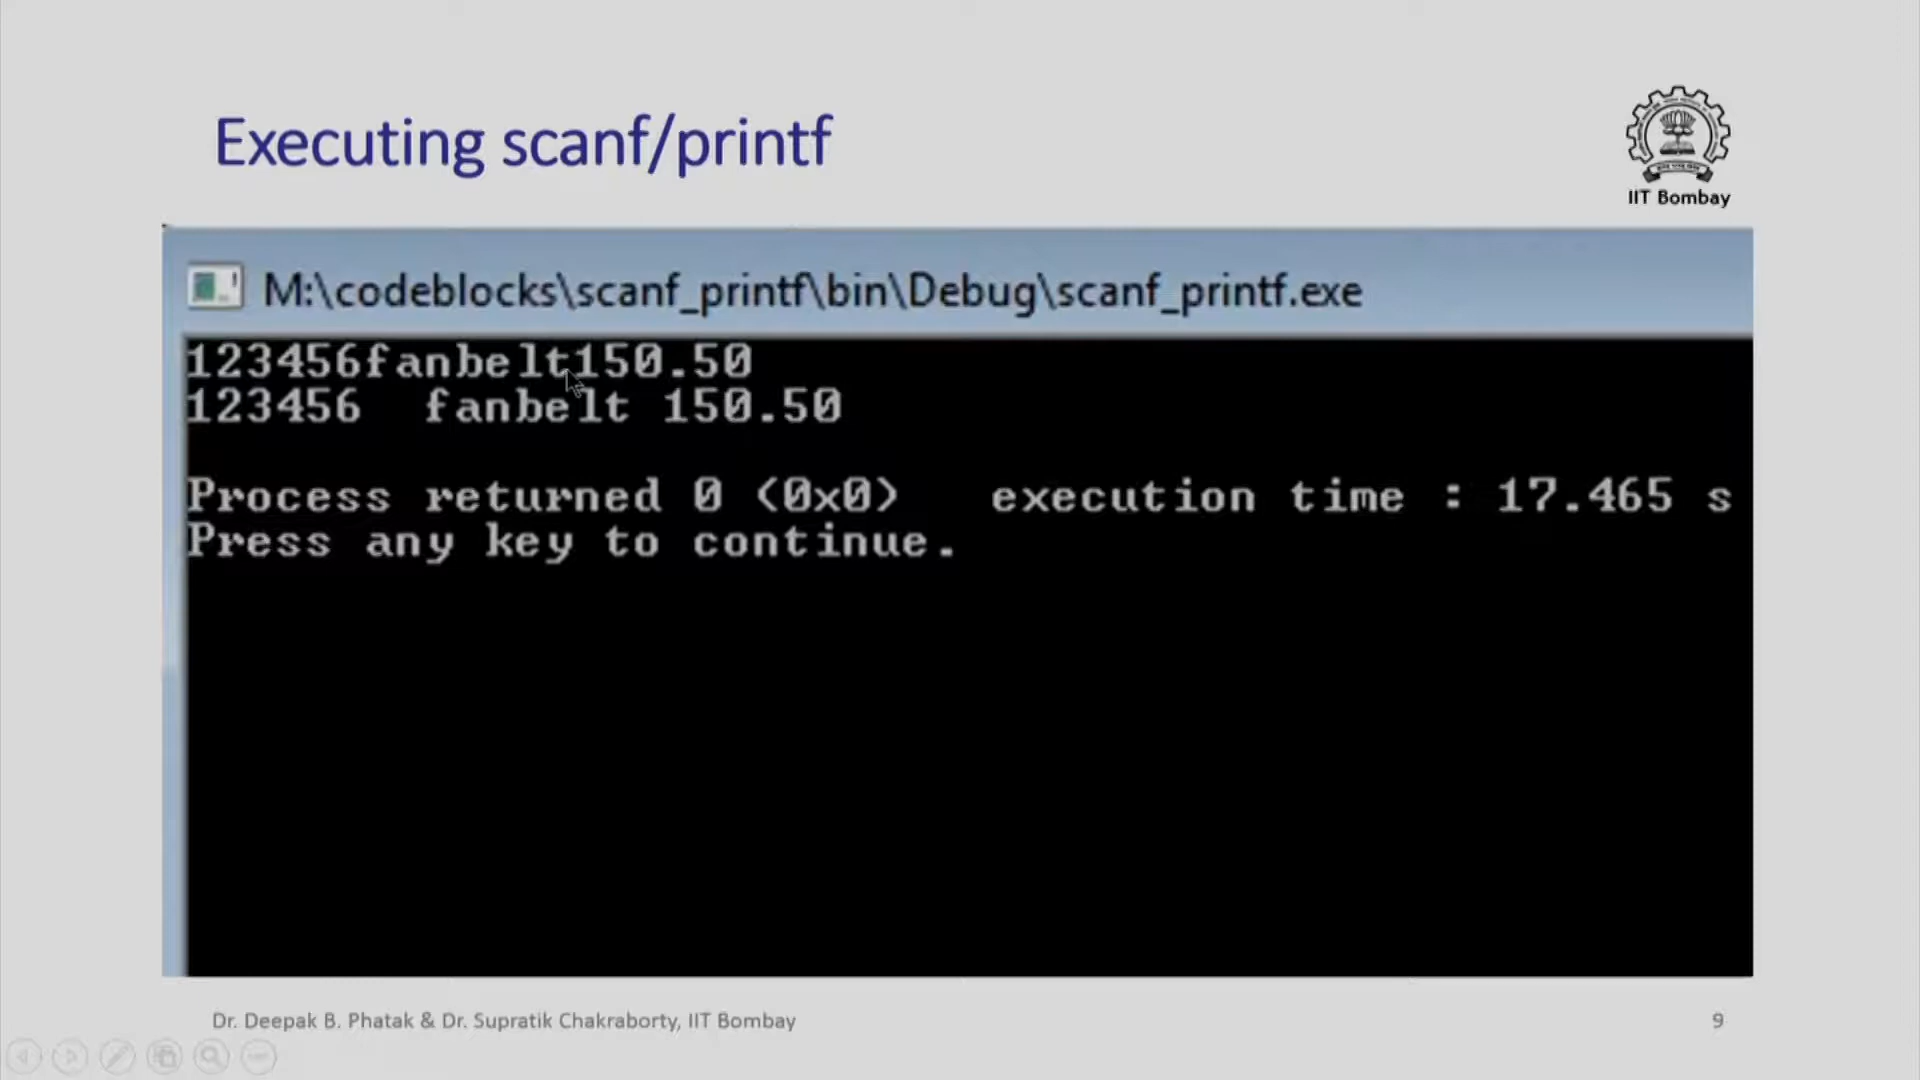 Executing scanf/printf
IIT Bombay
M:\codeblocks\scanf_printf\bin\Debug\scanf_printf.exe
123456fanbelt150.50
123456  fanbelt 150.50
Process returned 0 (0x0)   execution time : 17.465 s
Press any key to continue.
Dr. Deepak B. Phatak & Dr. Supratik Chakraborty, IIT Bombay
9